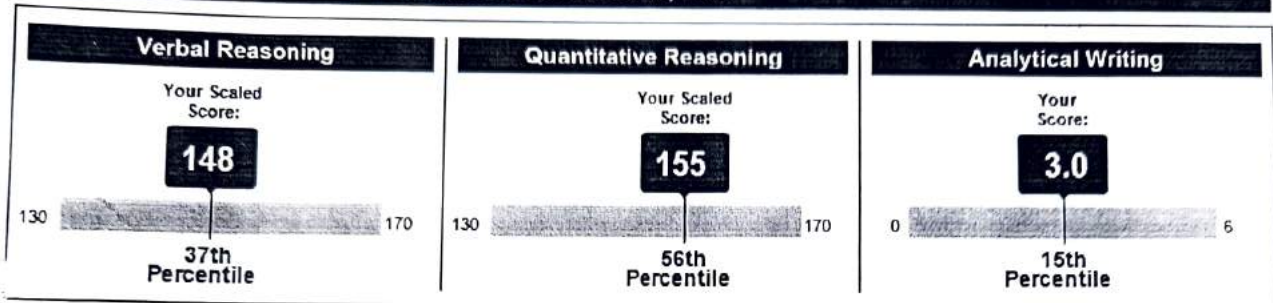 Verbal Reasoning
Your Scaled
Score:
148
130
170
37th
Percentile
Quantitative Reasoning
Your Scaled
Score:
155
130
170
56th
Percentile
Analytical Writing
Your
Score:
3.0
0
6
15th
Percentile